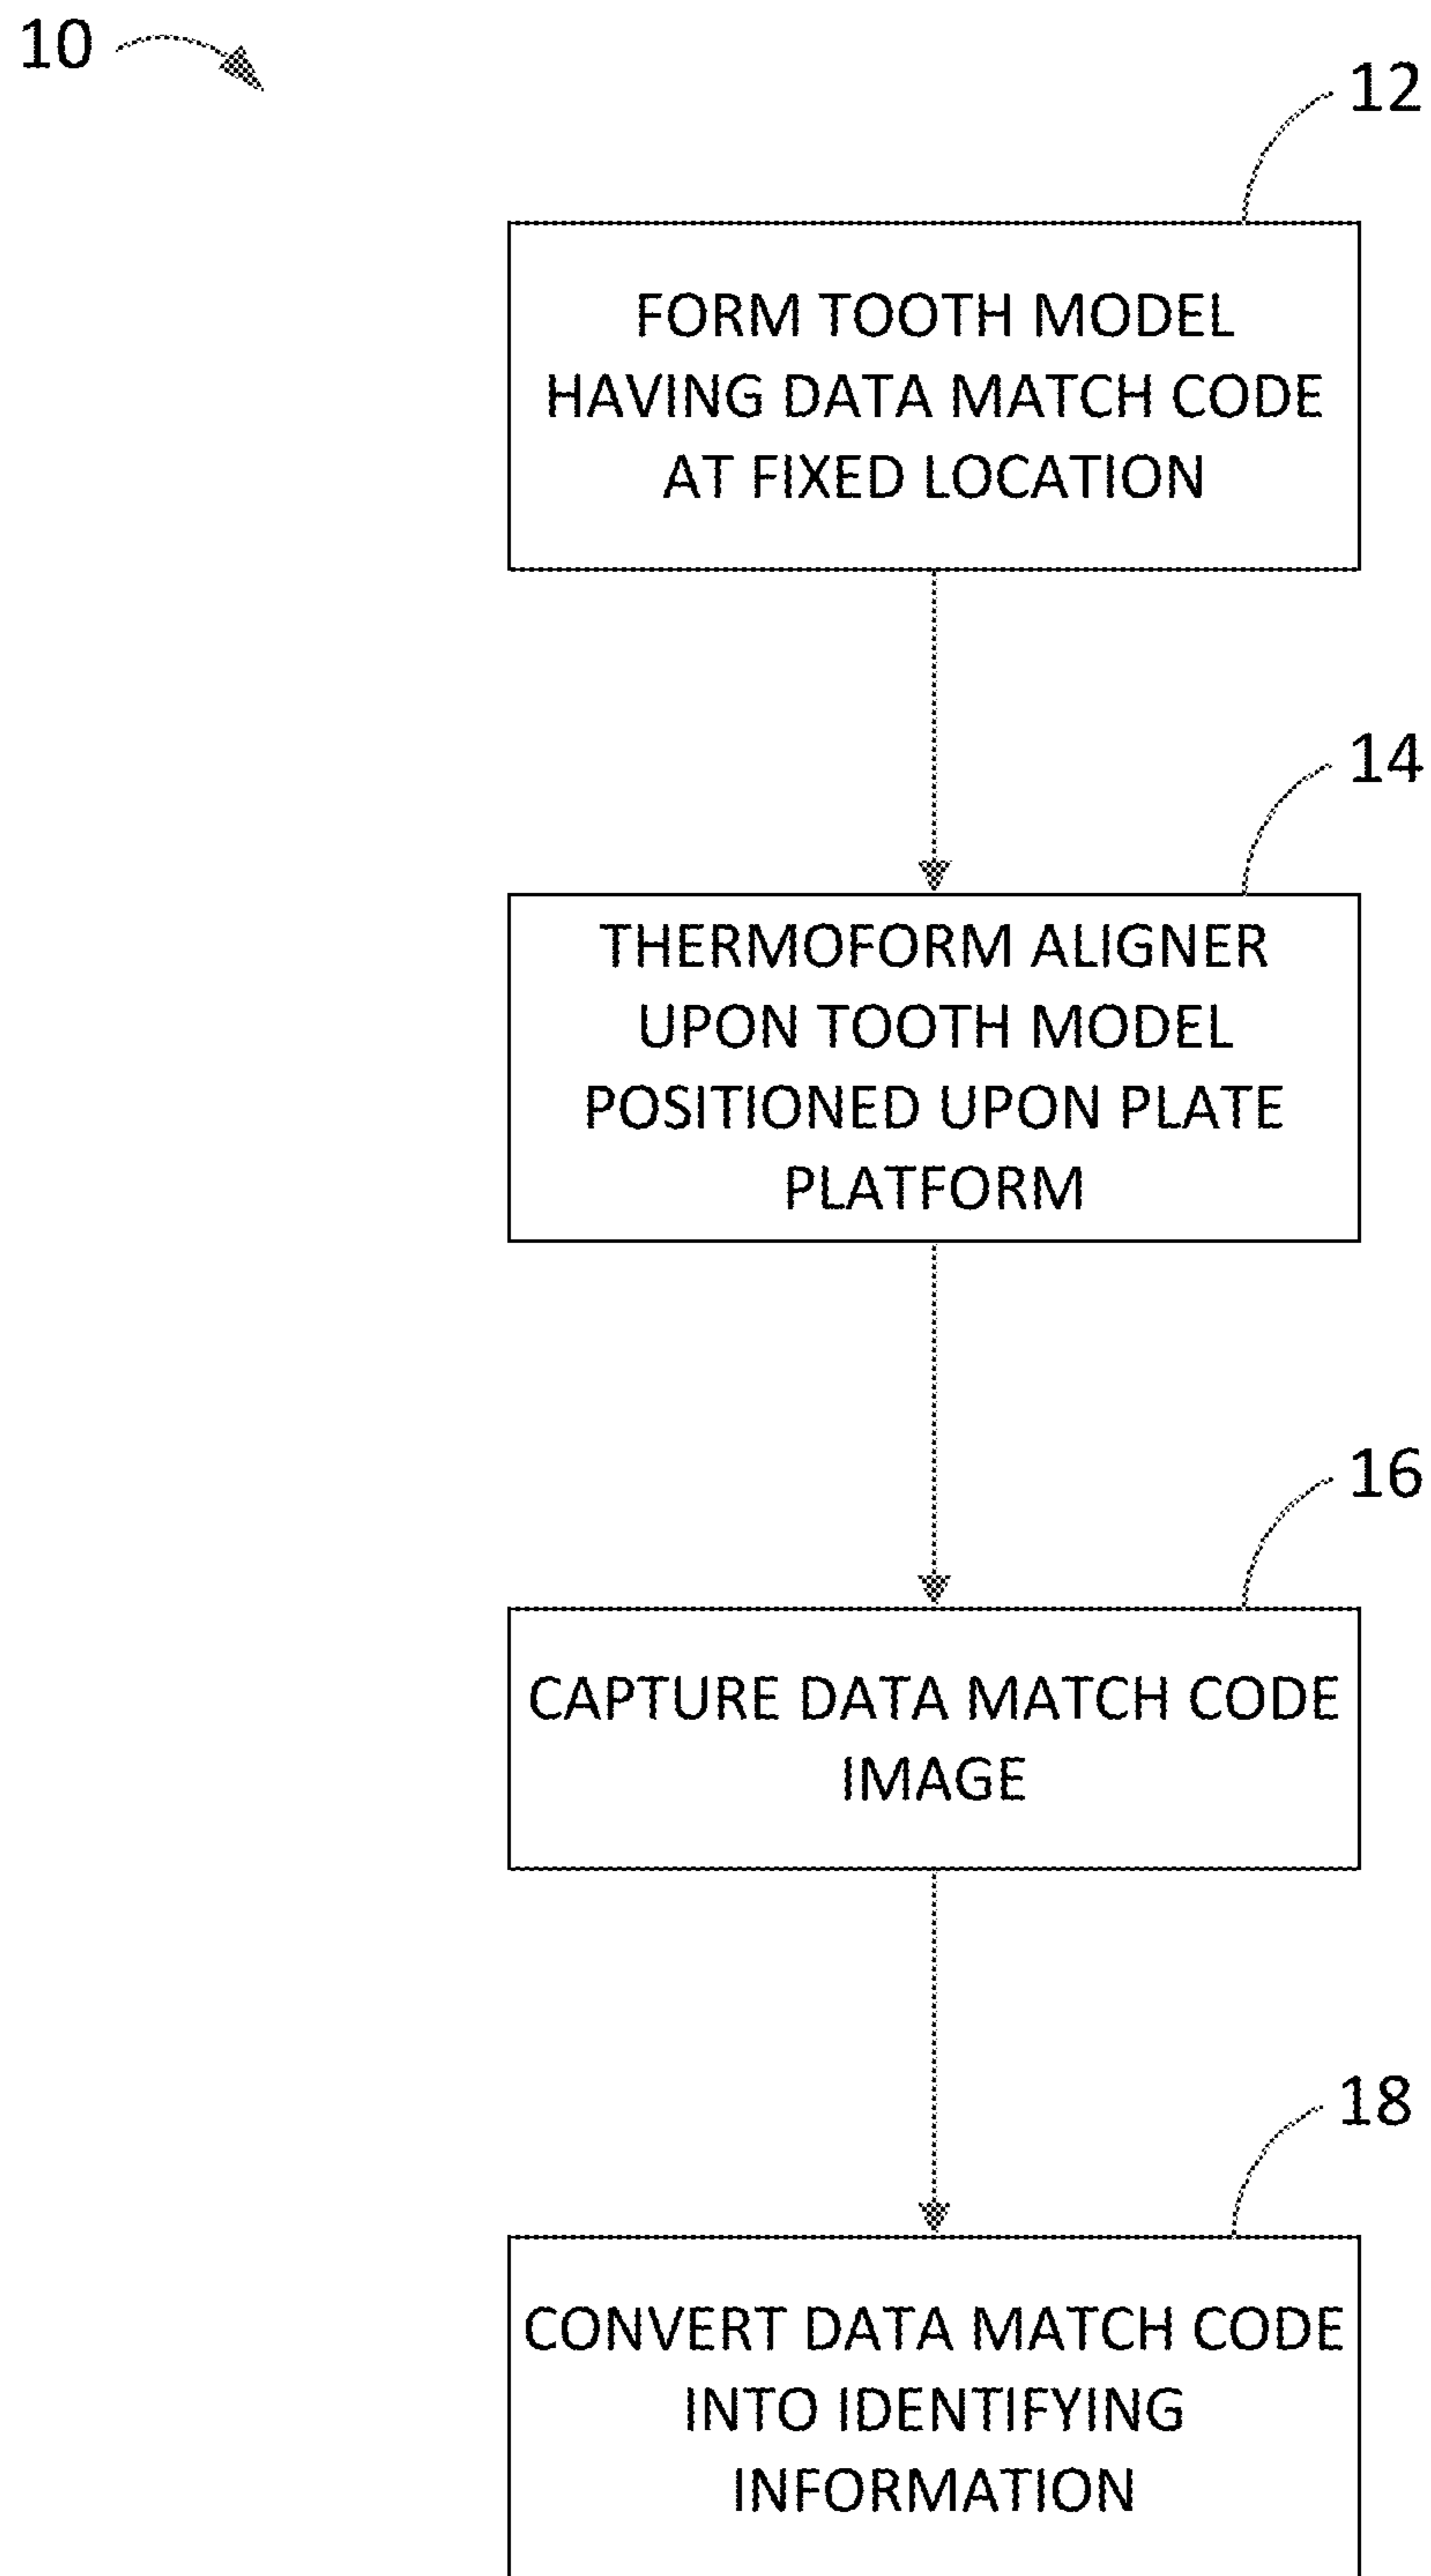 10
12
FORM TOOTH MODEL
HAVING DATA MATCH CODE
AT FIXED LOCATION
14
THERMOFORM ALIGNER
UPON TOOTH MODEL
POSITIONED UPON PLATE
PLATFORM
16
CAPTURE DATA MATCH CODE
IMAGE
18
CONVERT DATA MATCH CODE
INTO IDENTIFYING
INFORMATION